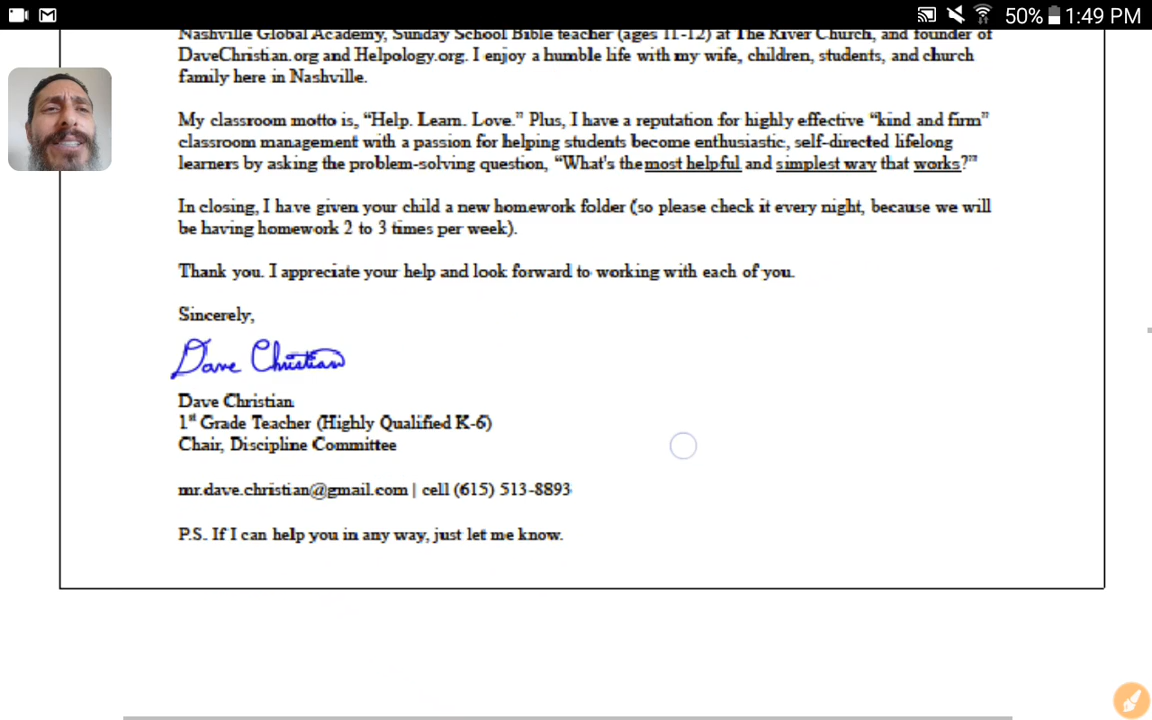 50% 1:49 PM
Nashville Global Academy, Sunday School Bible teacher (ages 11-12) at The River Church, and founder of
DaveChristian.org and Helpology.org. I enjoy a humble life with my wife, children, students, and church
family here in Nashville.
My classroom motto is, “Help. Learn. Love.” Plus, I have a reputation for highly effective “kind and firm”
classroom management with a passion for helping students become enthusiastic, self-directed lifelong
learners by asking the problem-solving question, “What's the most helpful and simplest way that works?”
In closing, I have given your child a new homework folder (so please check it every night, because we will
be having homework 2 to 3 times per week).
Thank you. I appreciate your help and look forward to working with each of you.
Sincerely,
Dave Christian
Dave Christian
1st Grade Teacher (Highly Qualified K-6)
Chair, Discipline Committee
mr.dave.christian@gmail.com | cell (615) 513-8893
P.S. If I can help you in any way, just let me know.